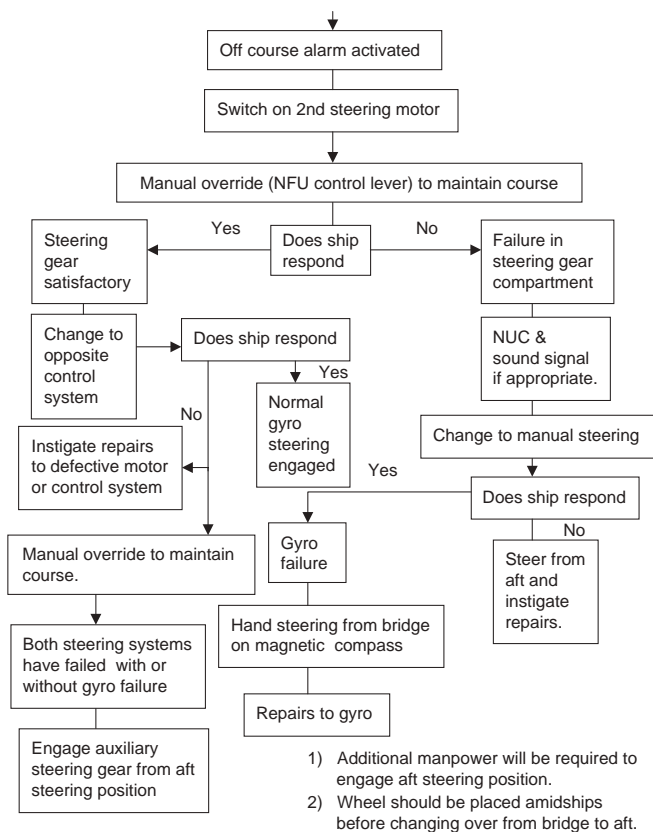 Off course alarm activated
Switch on 2nd steering motor
Manual override (NFU control lever) to maintain course
Does ship
respond
Yes
No
Steering
gear
satisfactory
Failure in
steering gear
compartment
Change to
opposite
control
system
Does ship respond
Yes
No
Normal
gyro
steering
engaged
NUC &
sound signal
if appropriate.
Instigate repairs
to defective motor
or control system
Change to manual steering
Yes
Does ship respond
No
Manual override to maintain
course.
Gyro
failure
Steer from
aft and
instigate
repairs.
Both steering systems
have failed with or
without gyro failure
Hand steering from bridge
on magnetic compass
Repairs to gyro
Engage auxiliary
steering gear from aft
steering position
1) Additional manpower will be required to
engage aft steering position.
2) Wheel should be placed amidships
before changing over from bridge to aft.